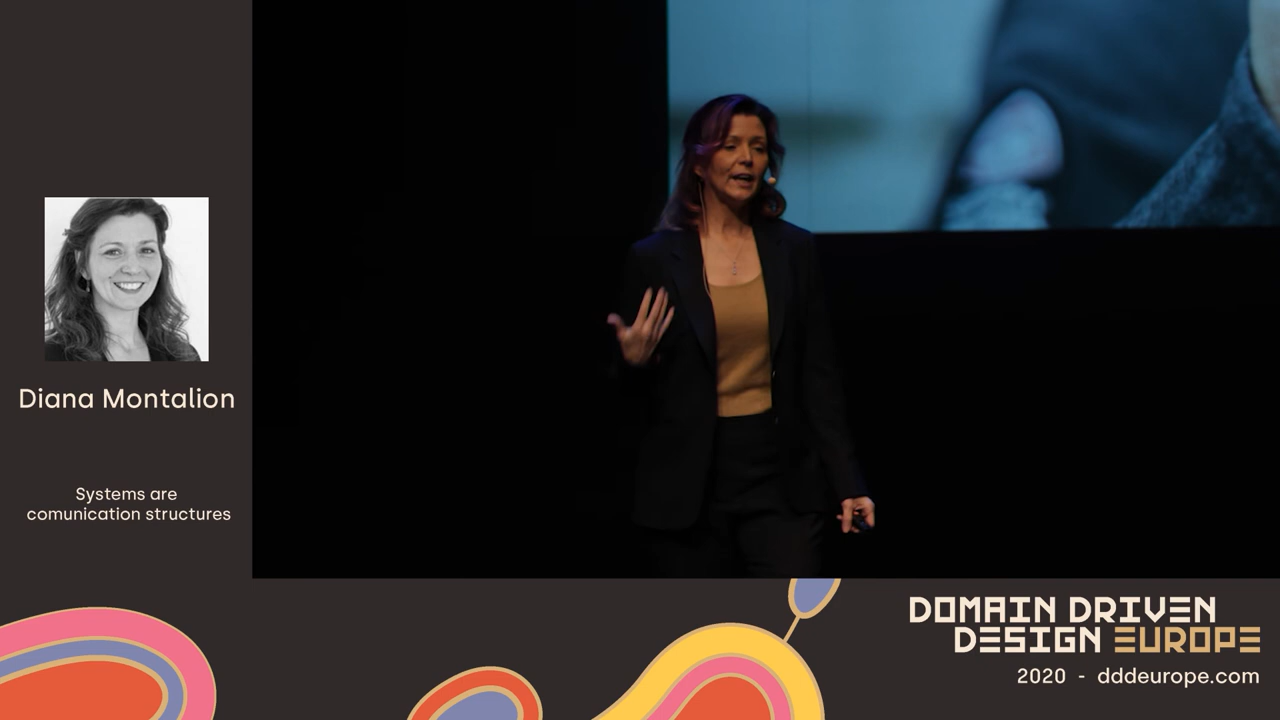 Diana Montalion
Systems are
comunication structures
DOMAIN DRIVEN
DESIGN EUROPE
2020 - dddeurope.com